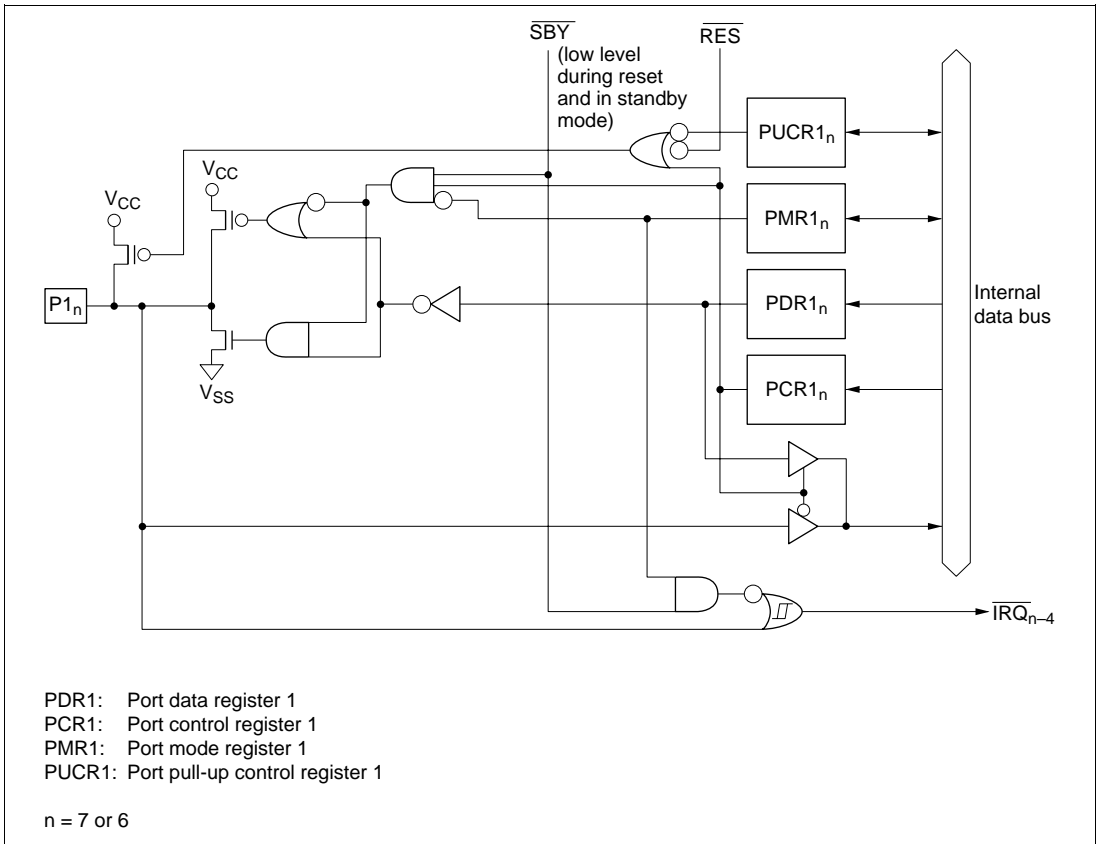 SBY
(low level
during reset
and in standby
mode)
RES
PUCR1n
VCC
VCC
PMR1n
P1n
PDR1n
Internal
data bus
VSS
PCR1n
IRQn–4
PDR1: Port data register 1
PCR1: Port control register 1
PMR1: Port mode register 1
PUCR1: Port pull-up control register 1
n = 7 or 6